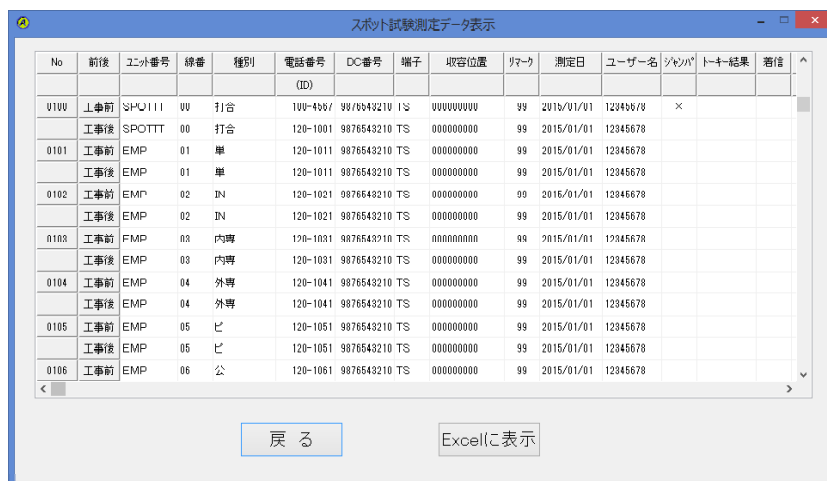 スポット試験測定データ表示
No 前後 ユニット番号 線番 種別 電話番号 DC番号 端子 収容位置 リマーク 測定日 ユーザー名 ジャンパ トーキー結果 着信
(ID)
0100 工事前 SPOTTT 00 打合 100-4567 9876543210 TS 000000000 99 2015/01/01 12345678 ×
工事後 SPOTTT 00 打合 120-1001 9876543210 TS 000000000 99 2015/01/01 12345678
0101 工事前 EMP 01 単 120-1011 9876543210 TS 000000000 99 2015/01/01 12345678
工事後 EMP 01 単 120-1011 9876543210 TS 000000000 99 2015/01/01 12345678
0102 工事前 EMP 02 IN 120-1021 9876543210 TS 000000000 99 2015/01/01 12345678
工事後 EMP 02 IN 120-1021 9876543210 TS 000000000 99 2015/01/01 12345678
0103 工事前 EMP 03 内専 120-1031 9876543210 TS 000000000 99 2015/01/01 12345678
工事後 EMP 03 内専 120-1031 9876543210 TS 000000000 99 2015/01/01 12345678
0104 工事前 EMP 04 外専 120-1041 9876543210 TS 000000000 99 2015/01/01 12345678
工事後 EMP 04 外専 120-1041 9876543210 TS 000000000 99 2015/01/01 12345678
0105 工事前 EMP 05 ピ 120-1051 9876543210 TS 000000000 99 2015/01/01 12345678
工事後 EMP 05 ピ 120-1051 9876543210 TS 000000000 99 2015/01/01 12345678
0106 工事前 EMP 06 公 120-1061 9876543210 TS 000000000 99 2015/01/01 12345678
戻る Excelに表示